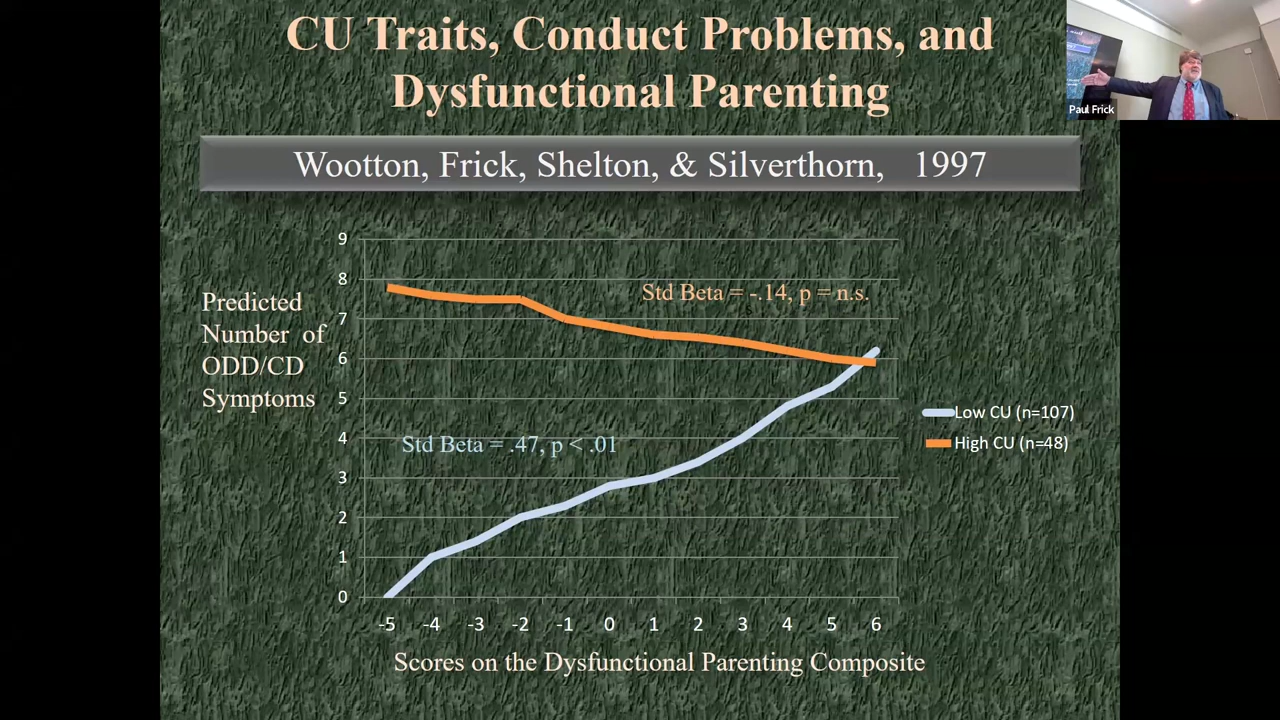 CU Traits, Conduct Problems, and
Dysfunctional Parenting
Paul Frick
Wootton, Frick, Shelton, & Silverthorn, 1997
9
8
7
6
5
4
3
2
1
0
Predicted
Number of
ODD/CD
Symptoms
Std Beta = -.14, p = n.s.
Std Beta = .47, p < .01
Low CU (n=107)
High CU (n=48)
-5 -4 -3 -2 -1 0 1 2 3 4 5 6
Scores on the Dysfunctional Parenting Composite